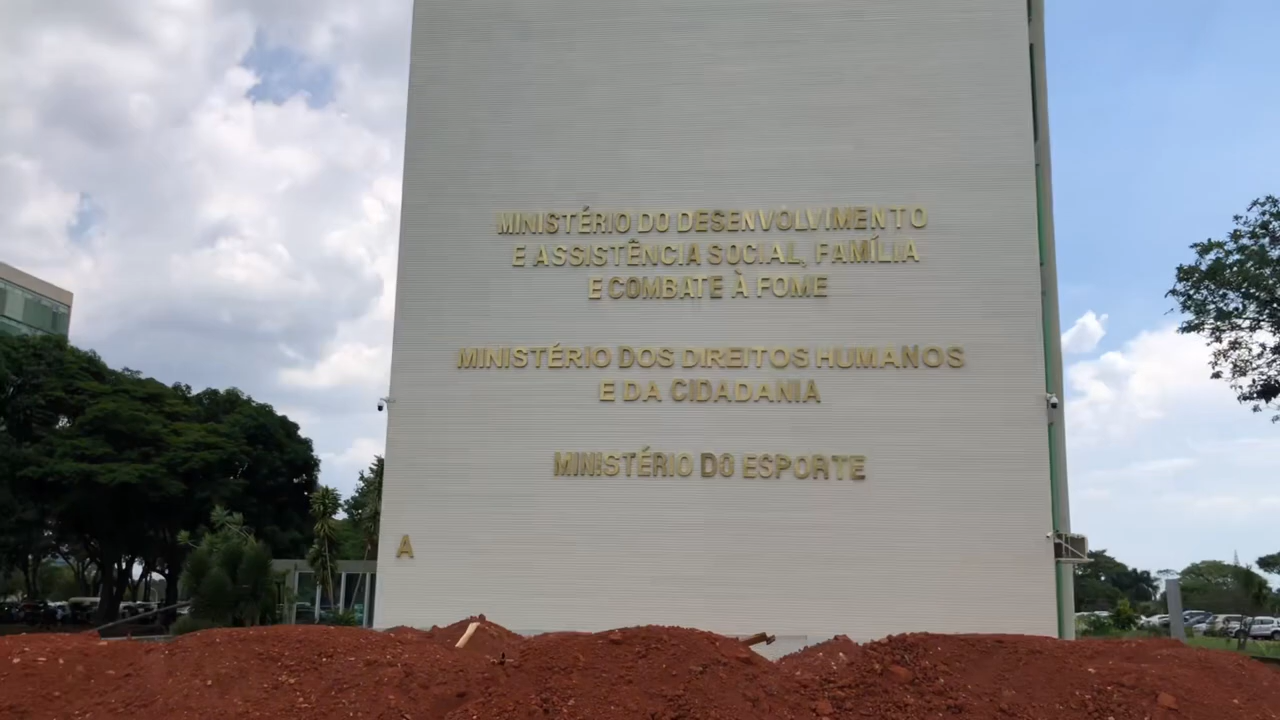 MINISTÉRIO DO DESENVOLVIMENTO
E ASSISTÊNCIA SOCIAL, FAMÍLIA
E COMBATE À FOME
MINISTÉRIO DOS DIREITOS HUMANOS
E DA CIDADANIA
MINISTÉRIO DO ESPORTE
A